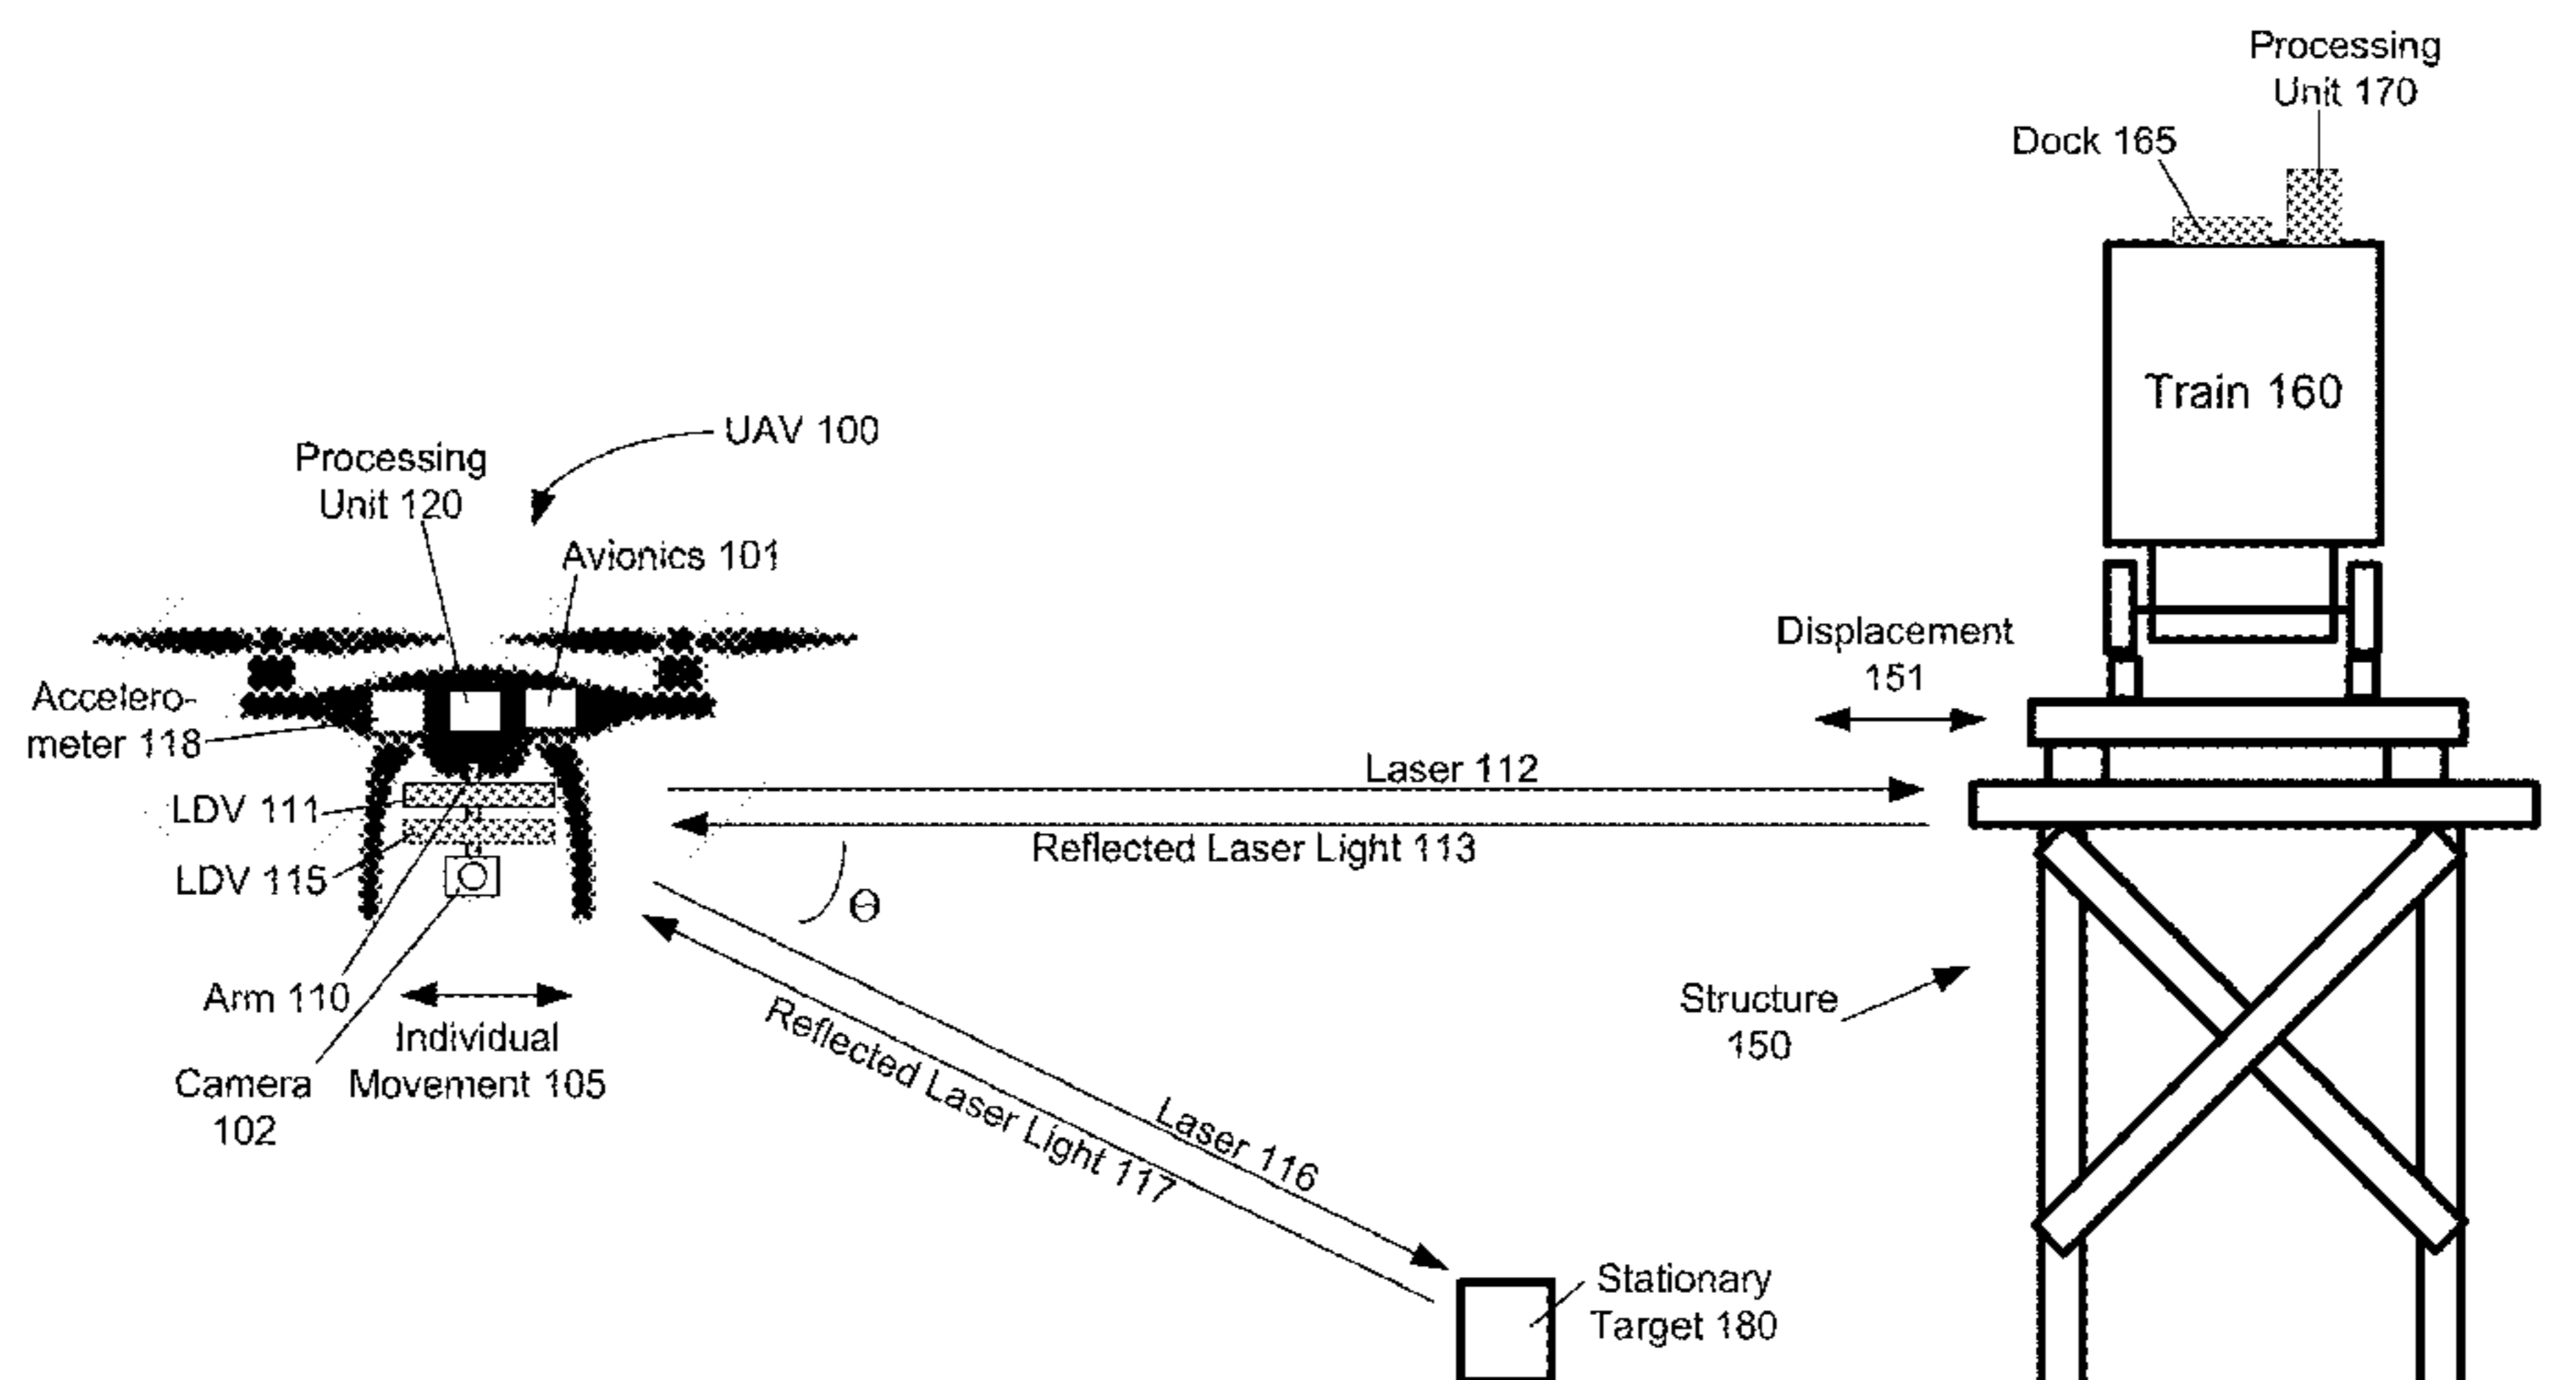 Processing
Unit 170
Dock 165
Train 160
UAV 100
Processing
Unit 120
Avionics 101
Displacement
151
Accelero-
meter 118
Laser 112
LDV 111
Reflected Laser Light 113
LDV 115
Θ
Arm 110
Structure
150
Individual
Movement 105
Camera
102
Laser 116
Reflected Laser Light 117
Stationary
Target 180